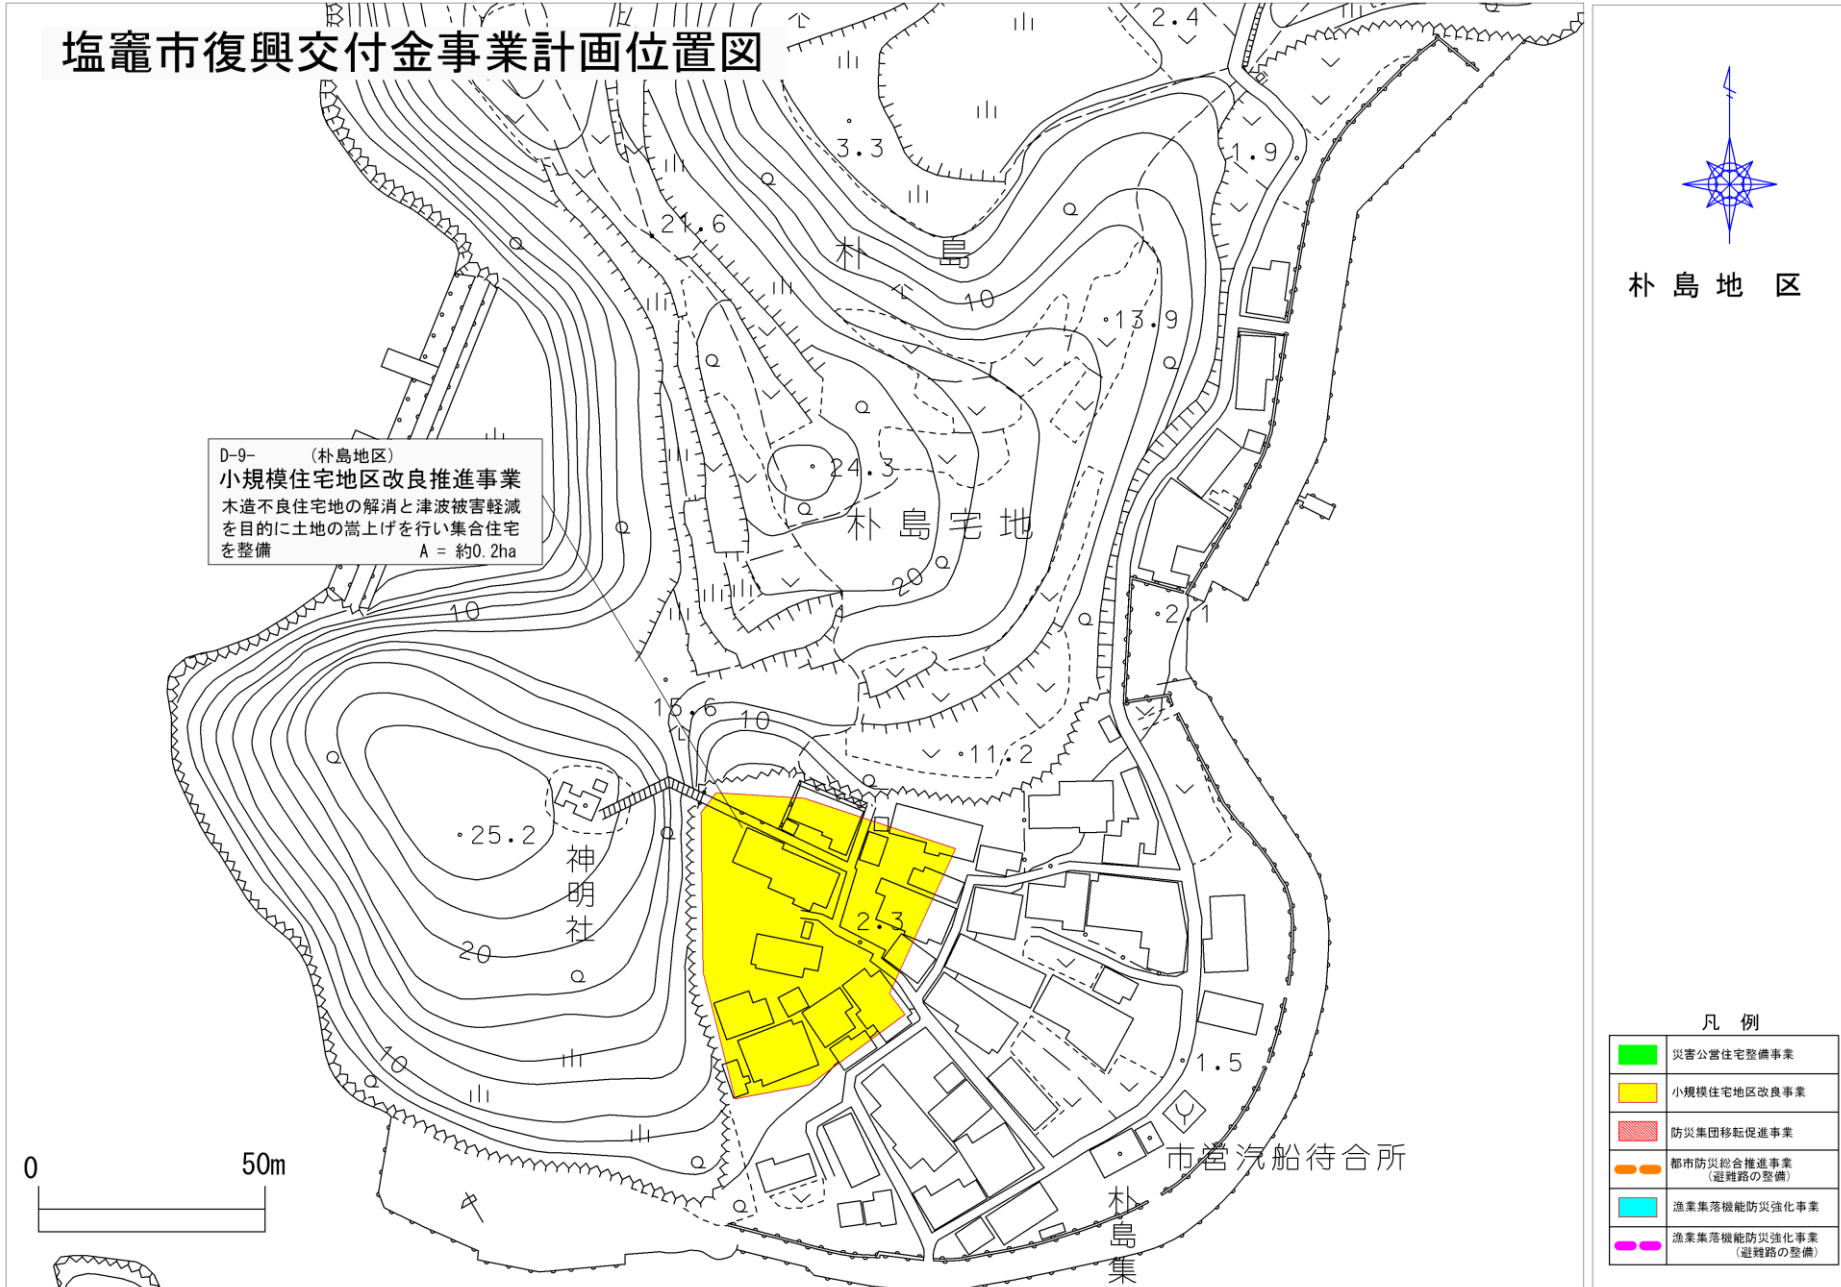 塩竈市復興交付金事業計画位置図
2.4
3.3
1.9
21.6
朴島
10
13.9
朴島地区
D-9- (朴島地区)
小規模住宅地区改良推進事業
木造不良住宅地の解消と津波被害軽減
を目的に土地の嵩上げを行い集合住宅
を整備 A = 約0.2ha
24.3
朴島宅地
20
10
2.1
15.6
10
11.2
25.2
神明社
2.3
20
10
1.5
市営汽船待合所
朴島集
0 50m
凡 例
災害公営住宅整備事業
小規模住宅地区改良事業
防災集団移転促進事業
都市防災総合推進事業
(避難路の整備)
漁業集落機能防災強化事業
漁業集落機能防災強化事業
(避難路の整備)